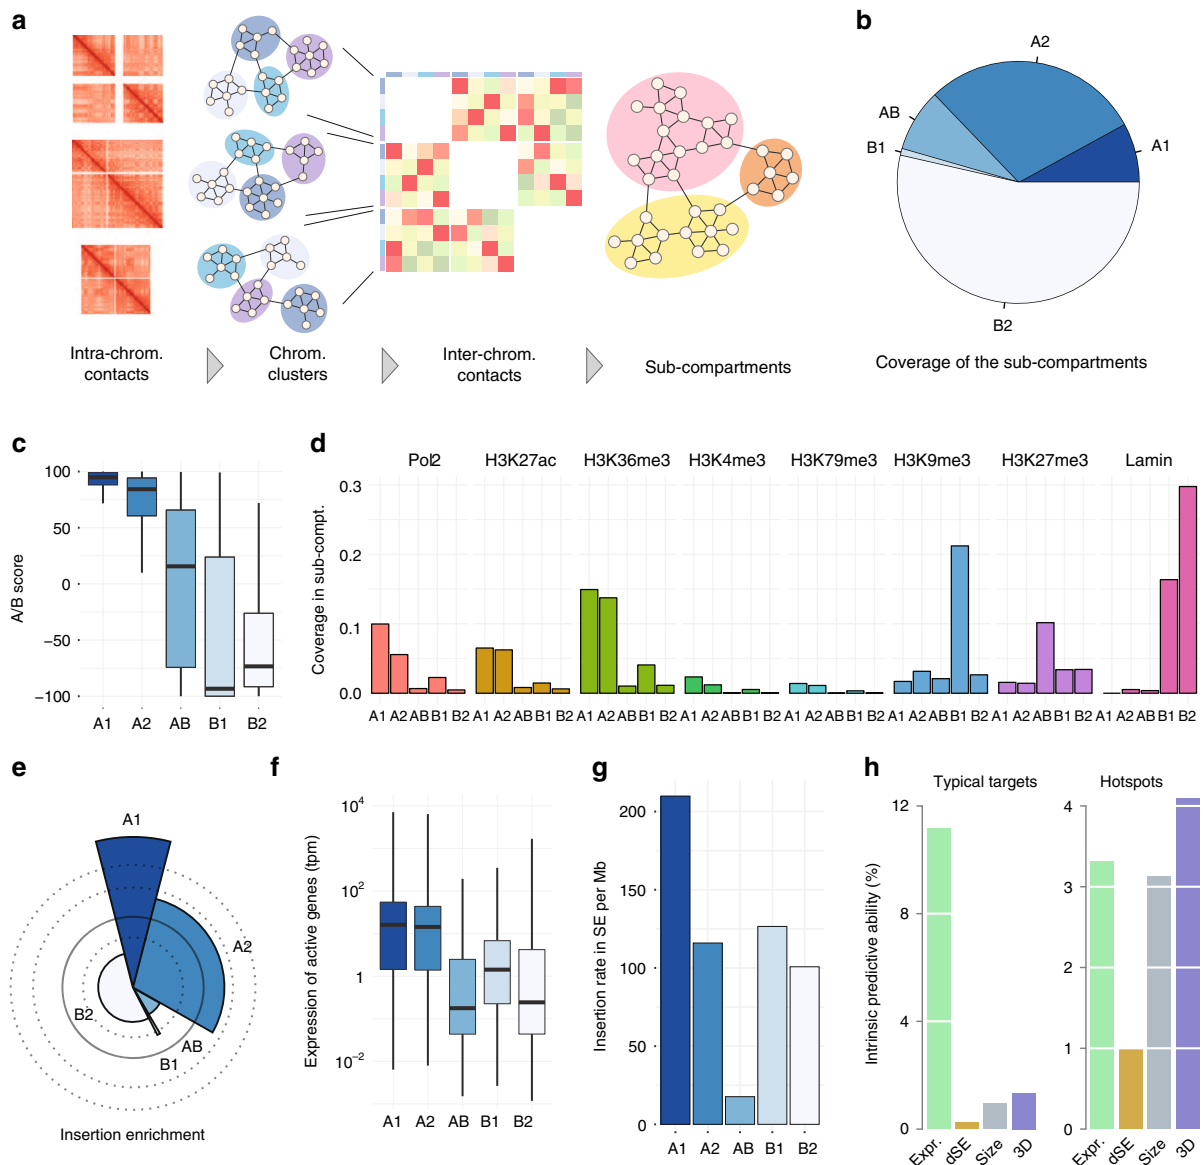 a
Intra-chrom.
contacts
Chrom.
clusters
Inter-chrom.
contacts
Sub-compartments
b
A2
AB
B1
A1
B2
Coverage of the sub-compartments
c
A/B score
100
50
0
−50
−100
A1 A2 AB B1 B2
d
Pol2 H3K27ac H3K36me3 H3K4me3 H3K79me3 H3K9me3 H3K27me3 Lamin
Coverage in sub-compt.
0.3
0.2
0.1
0.0
A1 A2 AB B1 B2 A1 A2 AB B1 B2 A1 A2 AB B1 B2 A1 A2 AB B1 B2 A1 A2 AB B1 B2 A1 A2 AB B1 B2 A1 A2 AB B1 B2 A1 A2 AB B1 B2
e
A1
A2
B2
AB
B1
Insertion enrichment
f
Expression of active genes (tpm)
10^4
10^2
1
10^−2
A1 A2 AB B1 B2
g
Insertion rate in SE per Mb
200
150
100
50
0
A1 A2 AB B1 B2
h
Typical targets
Intrinsic predictive ability (%)
12
8
4
0
Expr. dSE Size 3D
Hotspots
4
3
2
1
0
Expr. dSE Size 3D